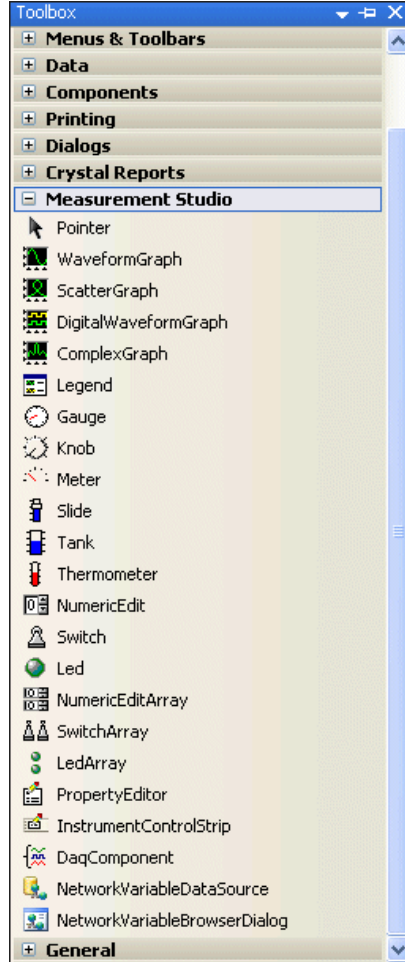 Toolbox
Menus & Toolbars
Data
Components
Printing
Dialogs
Crystal Reports
Measurement Studio
Pointer
WaveformGraph
ScatterGraph
DigitalWaveformGraph
ComplexGraph
Legend
Gauge
Knob
Meter
Slide
Tank
Thermometer
NumericEdit
Switch
Led
NumericEditArray
SwitchArray
LedArray
PropertyEditor
InstrumentControlStrip
DaqComponent
NetworkVariableDataSource
NetworkVariableBrowserDialog
General